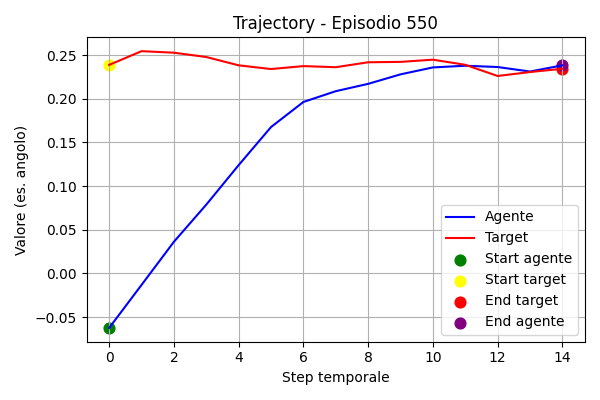 Trajectory - Episodio 550
Valore (es. angolo)
0.25
0.20
0.15
0.10
0.05
0.00
−0.05
0 2 4 6 8 10 12 14
Step temporale
Agente
Target
Start agente
Start target
End target
End agente